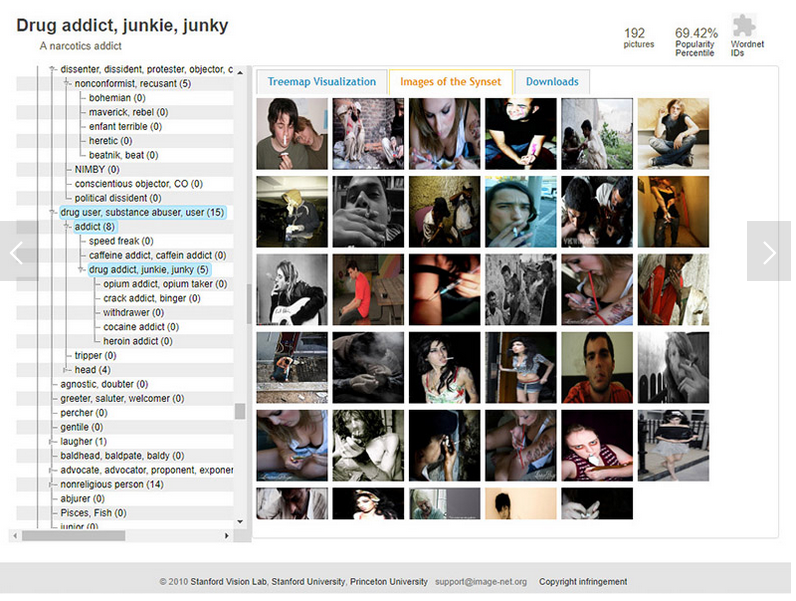 Drug addict, junkie, junky
A narcotics addict
192
pictures
69.42%
Popularity
Percentile
Wordnet
IDs
dissenter, dissident, protester, objector, c
nonconformist, recusant (5)
bohemian (0)
maverick, rebel (0)
enfant terrible (0)
heretic (0)
beatnik, beat (0)
NIMBY (0)
conscientious objector, CO (0)
political dissident (0)
drug user, substance abuser, user (15)
addict (8)
speed freak (0)
caffeine addict, caffein addict (0)
drug addict, junkie, junky (5)
opium addict, opium taker (0)
crack addict, binger (0)
withdrawer (0)
cocaine addict (0)
heroin addict (0)
tripper (0)
head (4)
agnostic, doubter (0)
greeter, saluter, welcomer (0)
percher (0)
gentile (0)
laugher (1)
baldhead, baldpate, baldy (0)
advocate, advocator, proponent, exponen
nonreligious person (14)
abjurer (0)
Pisces, Fish (0)
junior (0)
Treemap Visualization
Images of the Synset
Downloads
© 2010 Stanford Vision Lab, Stanford University, Princeton University support@image-net.org Copyright infringement